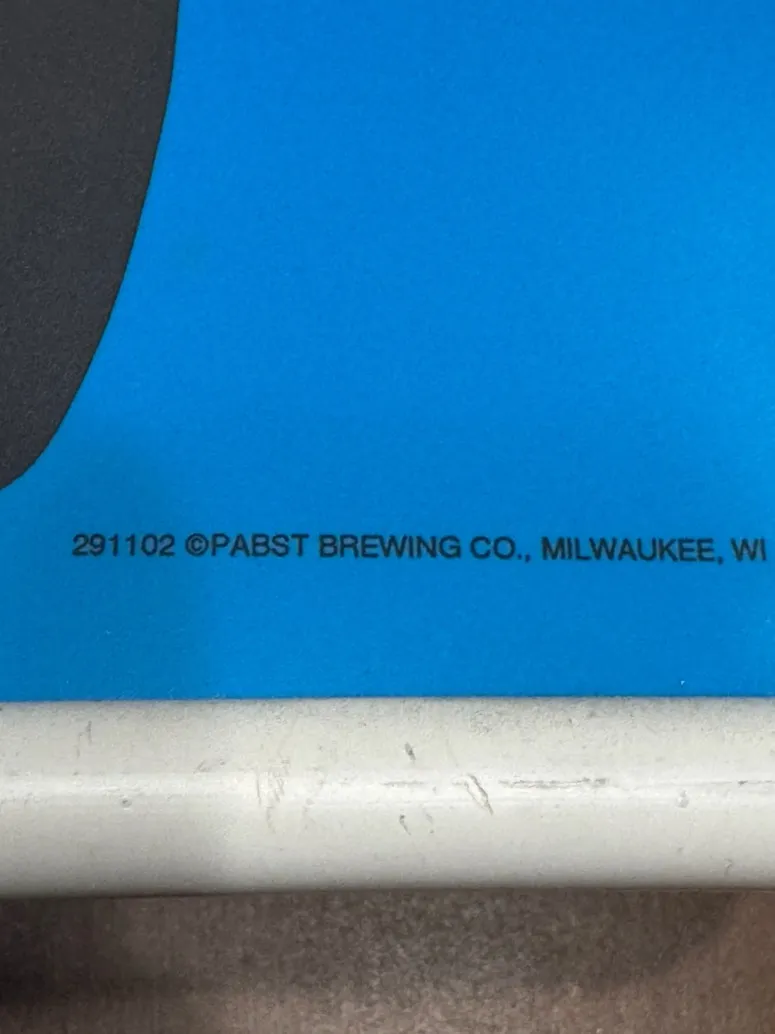 291102 ©PABST BREWING CO., MILWAUKEE, WI